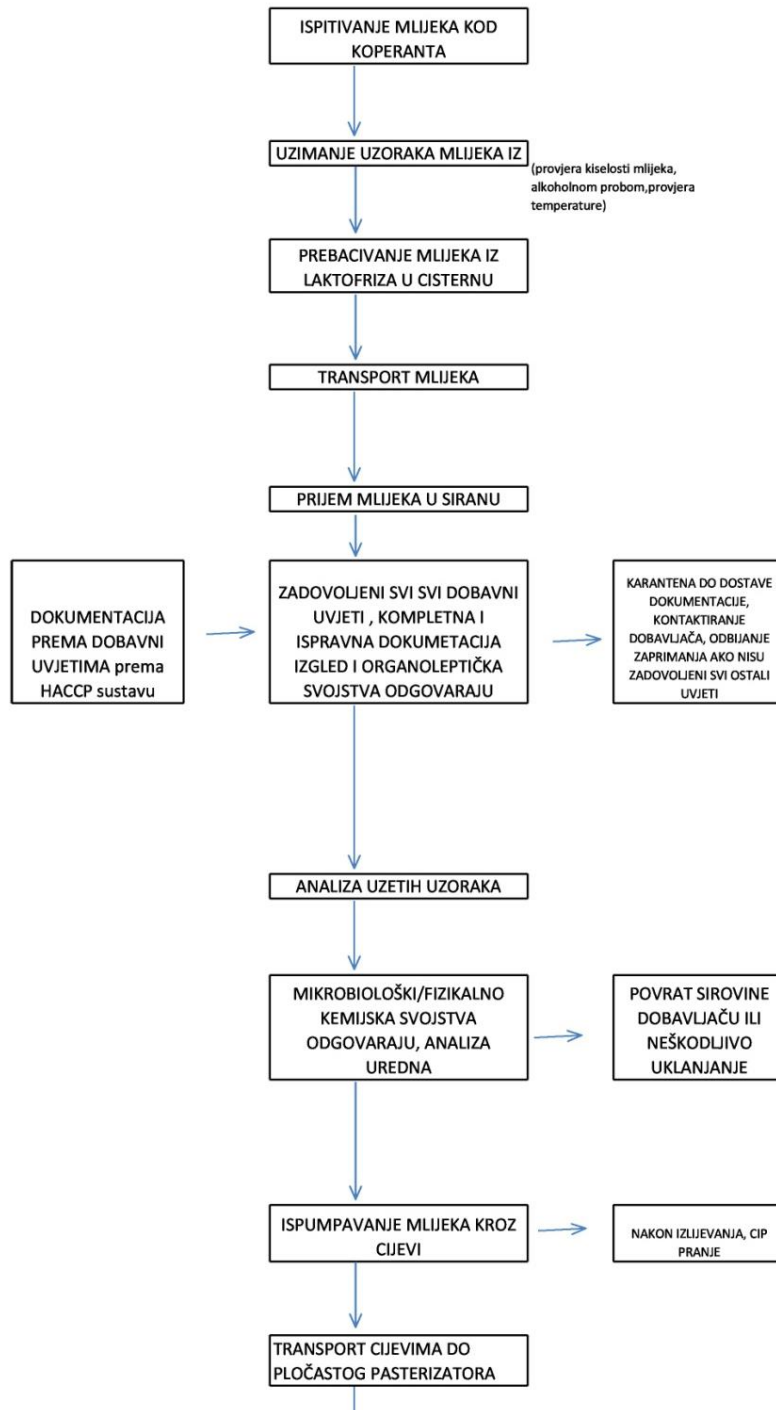 ISPITIVANJE MLIJEKA KOD
KOPERANTA
UZIMANJE UZORAKA MLIJEKA IZ
(provjera kiselosti mlijeka,
alkoholnom probom,provjera
temperature)
PREBACIVANJE MLIJEKA IZ
LAKTOFRIZA U CISTERNU
TRANSPORT MLIJEKA
PRIJEM MLIJEKA U SIRANU
DOKUMENTACIJA
PREMA DOBAVNI
UVJETIMA prema
HACCP sustavu
ZADOVOLJENI SVI SVI DOBAVNI
UVJETI , KOMPLETNA I
ISPRAVNA DOKUMETACIJA
IZGLED I ORGANOLEPTIČKA
SVOJSTVA ODGOVARAJU
KARANTENA DO DOSTAVE
DOKUMENTACIJE,
KONTAKTIRANJE
DOBAVLJAČA, ODBIJANJE
ZAPRIMANJA AKO NISU
ZADOVOLJENI SVI OSTALI
UVJETI
ANALIZA UZETIH UZORAKA
MIKROBIOLOŠKI/FIZIKALNO
KEMIJSKA SVOJSTVA
ODGOVARAJU, ANALIZA
UREDNA
POVRAT SIROVINE
DOBAVLJAČU ILI
NEŠKODLJIVO
UKLANJANJE
ISPUMPAVANJE MLIJEKA KROZ
CIJEVI
NAKON IZLIJEVANJA, CIP
PRANJE
TRANSPORT CIJEVIMA DO
PLOČASTOG PASTERIZATORA